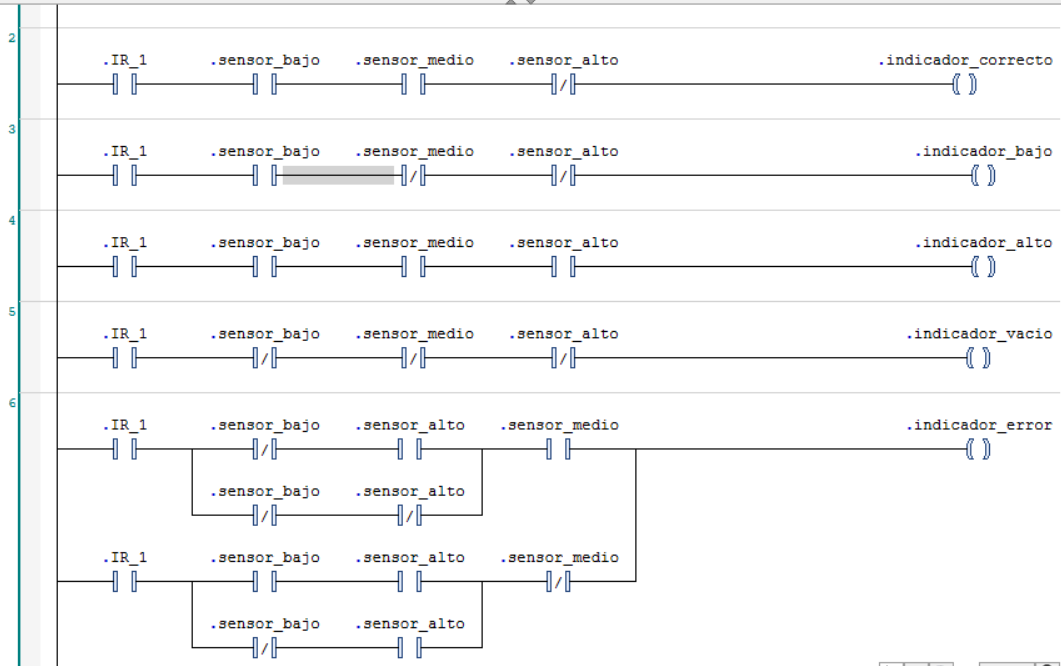 2
.IR_1 .sensor_bajo .sensor_medio .sensor_alto .indicador_correcto
3
.IR_1 .sensor_bajo .sensor_medio .sensor_alto .indicador_bajo
4
.IR_1 .sensor_bajo .sensor_medio .sensor_alto .indicador_alto
5
.IR_1 .sensor_bajo .sensor_medio .sensor_alto .indicador_vacio
6
.IR_1 .sensor_bajo .sensor_alto .sensor_medio .indicador_error
.sensor_bajo .sensor_alto
.IR_1 .sensor_bajo .sensor_alto .sensor_medio
.sensor_bajo .sensor_alto